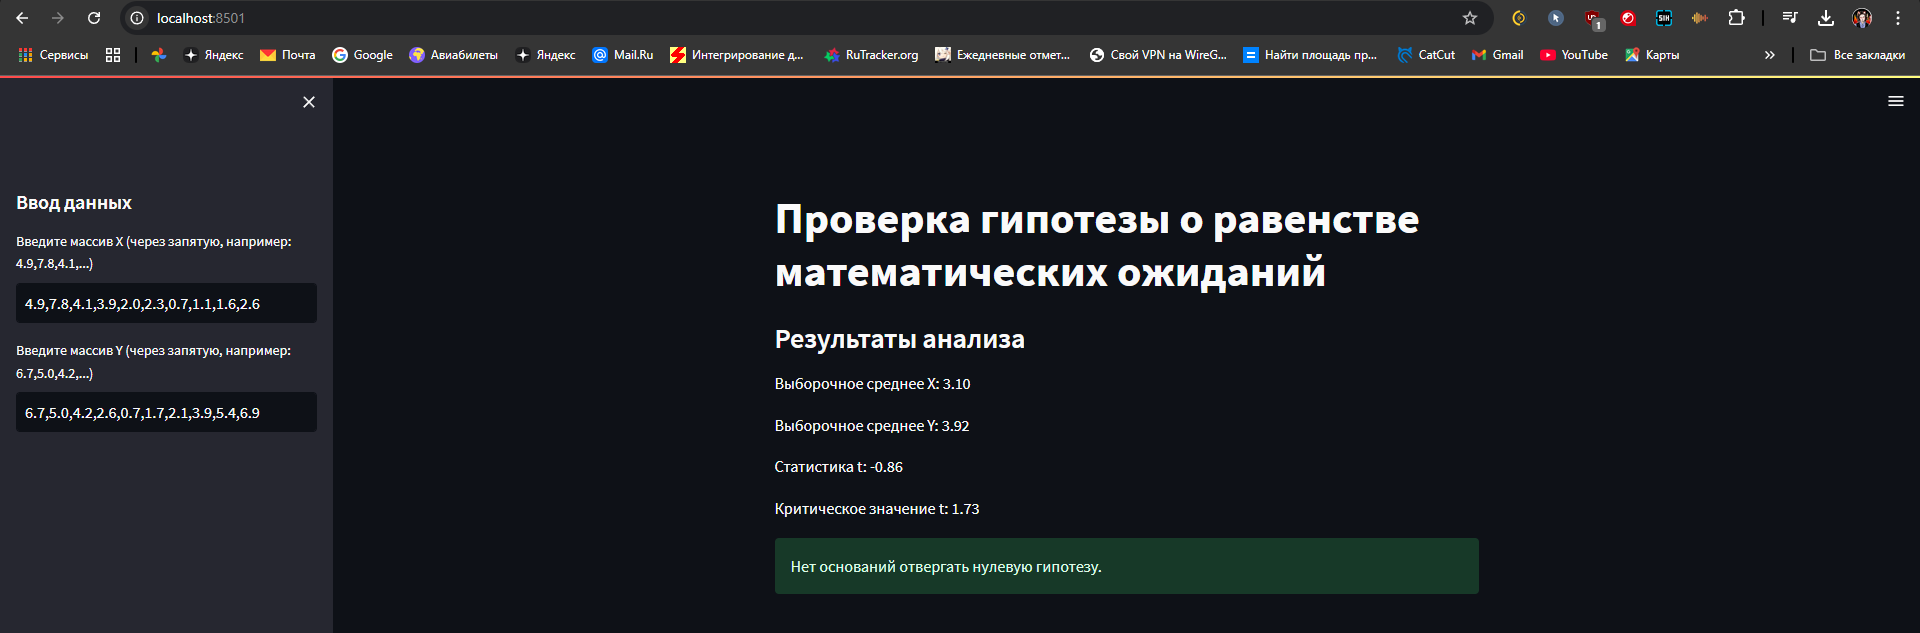 localhost:8501
1
Сервисы
Яндекс
Почта
Google
Авиабилеты
Яндекс
Mail.Ru
Интегрирование д...
RuTracker.org
Ежедневные отмет...
Свой VPN на WireG...
Найти площадь пр...
CatCut
Gmail
YouTube
Карты
Все закладки
Ввод данных
Введите массив X (через запятую, например:
4.9,7.8,4.1,...)
4.9,7.8,4.1,3.9,2.0,2.3,0.7,1.1,1.6,2.6
Введите массив Y (через запятую, например:
6.7,5.0,4.2,...)
6.7,5.0,4.2,2.6,0.7,1.7,2.1,3.9,5.4,6.9
Проверка гипотезы о равенстве
математических ожиданий
Результаты анализа
Выборочное среднее X: 3.10
Выборочное среднее Y: 3.92
Статистика t: -0.86
Критическое значение t: 1.73
Нет оснований отвергать нулевую гипотезу.